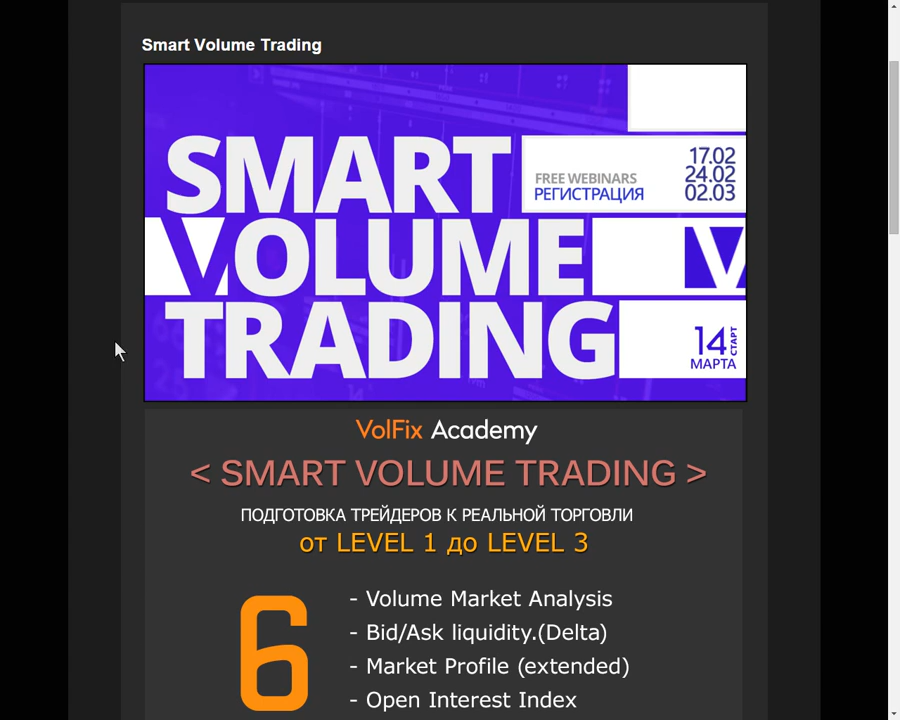 Smart Volume Trading
SMART
FREE WEBINARS
РЕГИСТРАЦИЯ
17.02
24.02
02.03
VOLUME
V
TRADING
14
МАРТА
СТАРТ
VolFix Academy
< SMART VOLUME TRADING >
ПОДГОТОВКА ТРЕЙДЕРОВ К РЕАЛЬНОЙ ТОРГОВЛИ
от LEVEL 1 до LEVEL 3
6
- Volume Market Analysis
- Bid/Ask liquidity.(Delta)
- Market Profile (extended)
- Open Interest Index